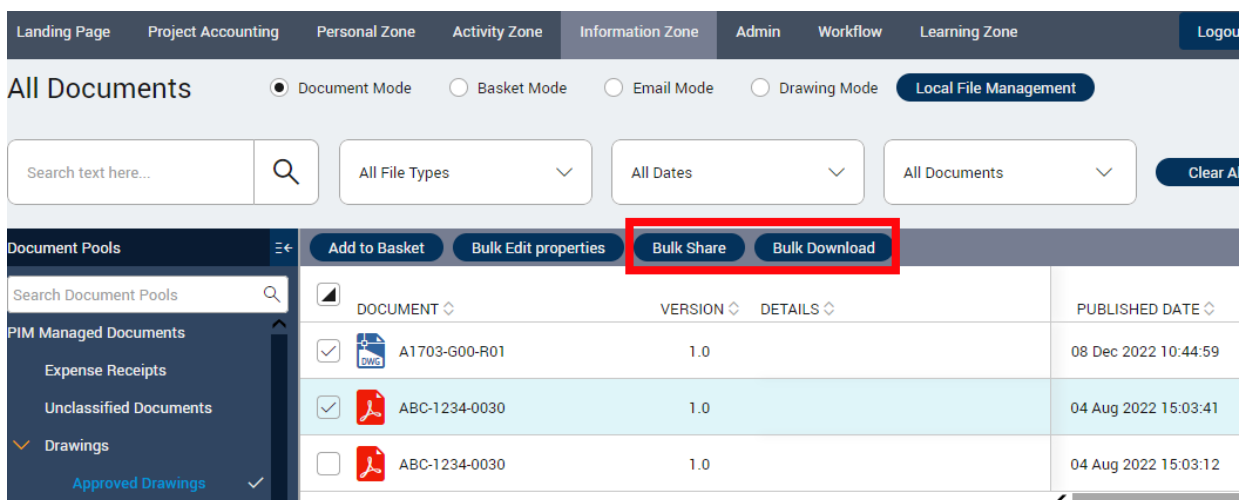 Landing Page Project Accounting Personal Zone Activity Zone Information Zone Admin Workflow Learning Zone Logou
All Documents Document Mode Basket Mode Email Mode Drawing Mode Local File Management
Search text here... All File Types All Dates All Documents Clear Al
Document Pools Add to Basket Bulk Edit properties Bulk Share Bulk Download
Search Document Pools
DOCUMENT VERSION DETAILS PUBLISHED DATE
PIM Managed Documents
DWG A1703-G00-R01 1.0 08 Dec 2022 10:44:59
Expense Receipts
Unclassified Documents ABC-1234-0030 1.0 04 Aug 2022 15:03:41
Drawings
ABC-1234-0030 1.0 04 Aug 2022 15:03:12
Approved Drawings